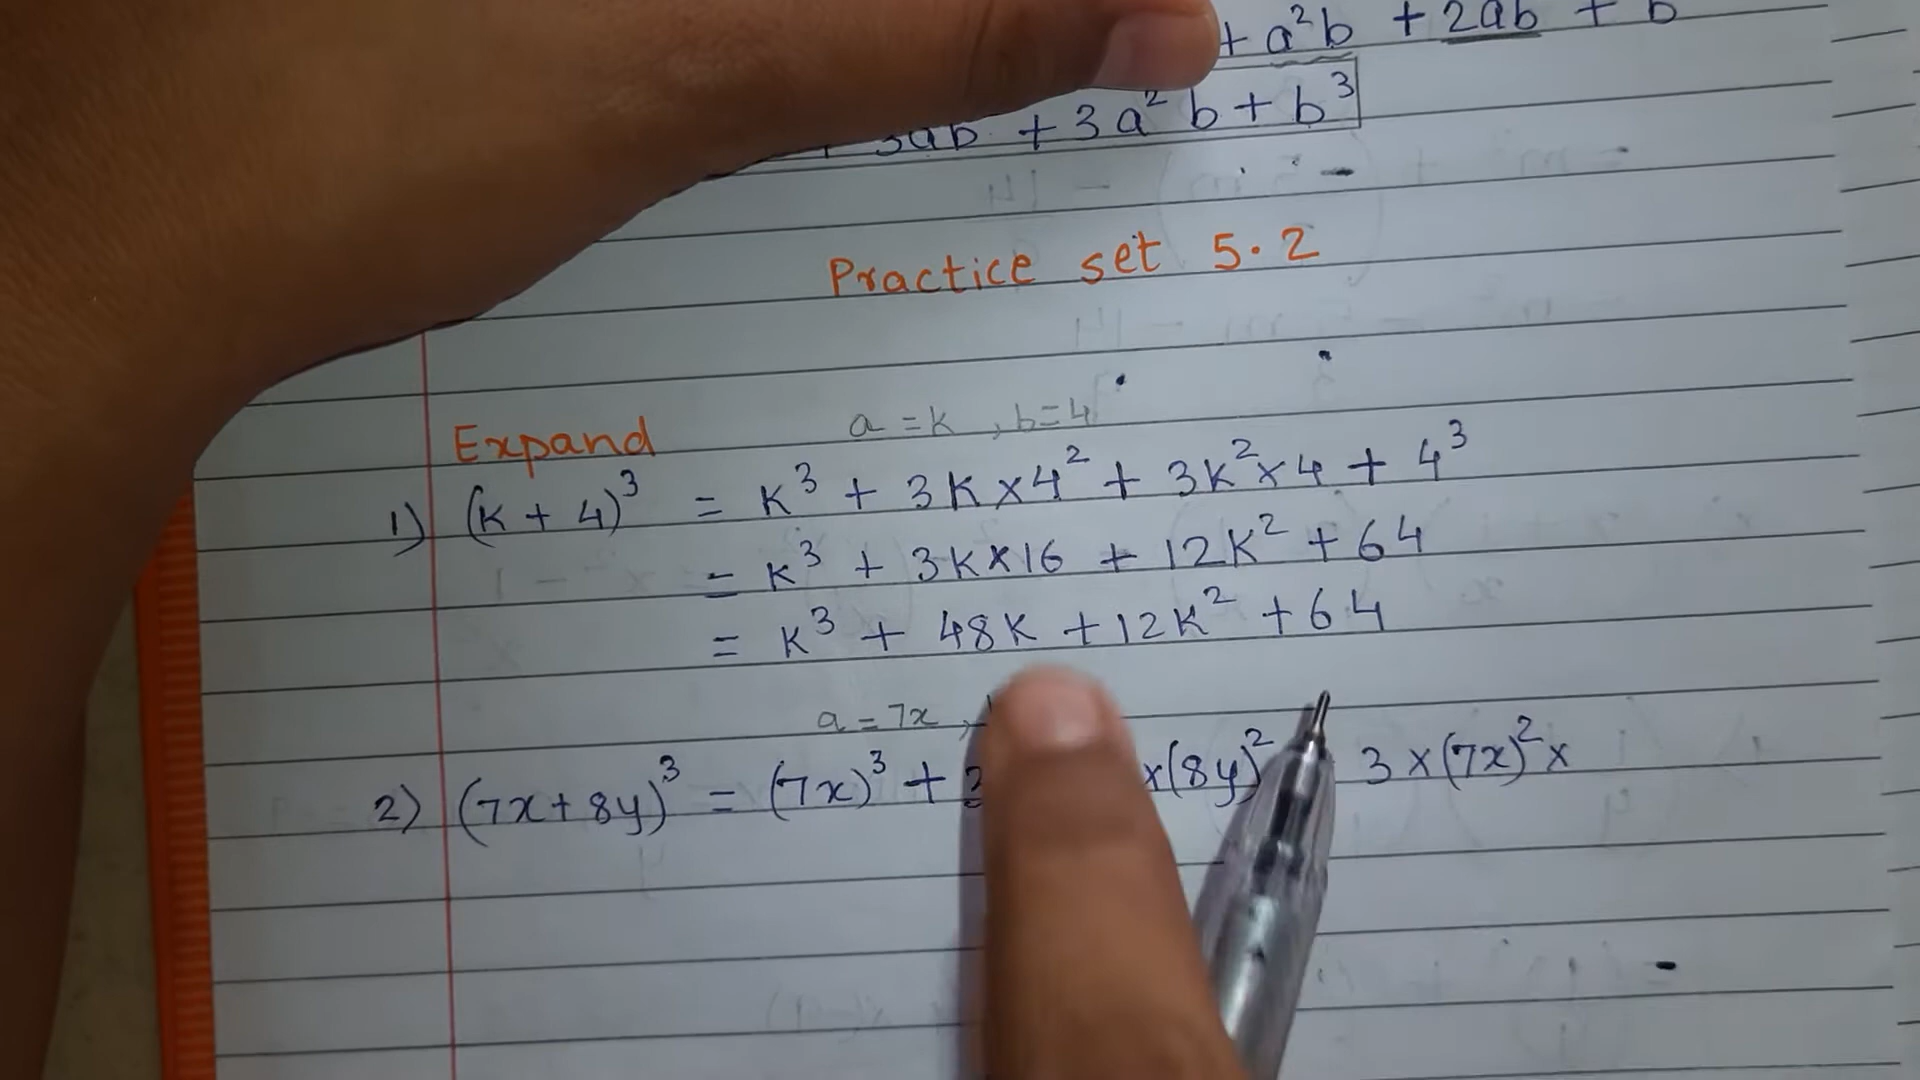 + a²b + 2ab + b
3ab + 3a²b + b³
Practice set 5.2
Expand
a = k, b = 4
1) (k + 4)³ = k³ + 3k×4² + 3k²×4 + 4³
= k³ + 3k×16 + 12k² + 64
= k³ + 48k + 12k² + 64
a = 7x,
2) (7x + 8y)³ = (7x)³ + 3 ×(8y)² 3×(7x)²×